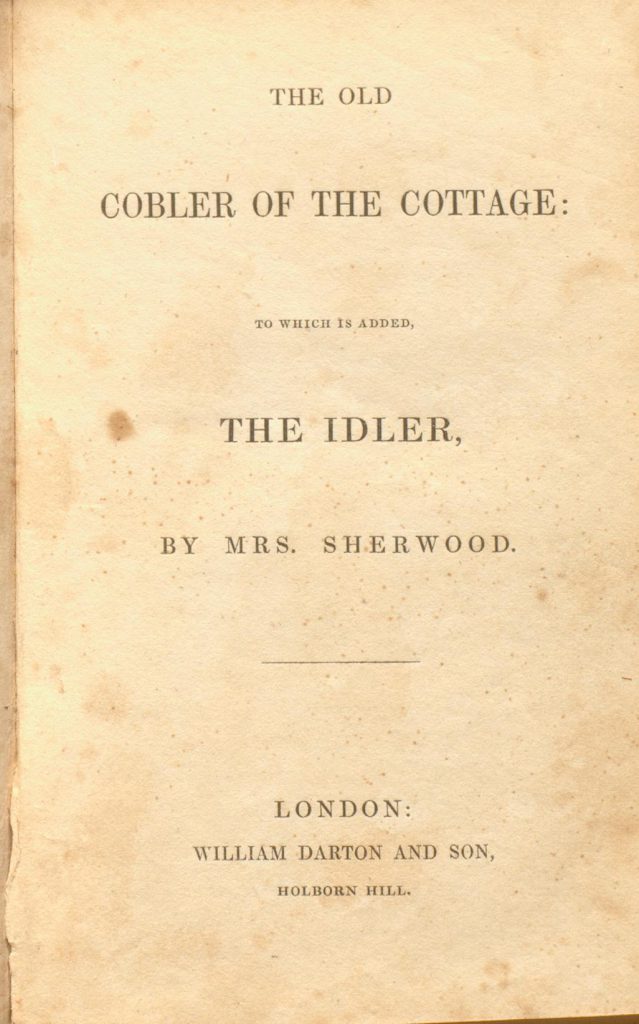 THE OLD
COBLER OF THE COTTAGE:
TO WHICH IS ADDED,
THE IDLER,
BY MRS. SHERWOOD.
LONDON:
WILLIAM DARTON AND SON,
HOLBORN HILL.